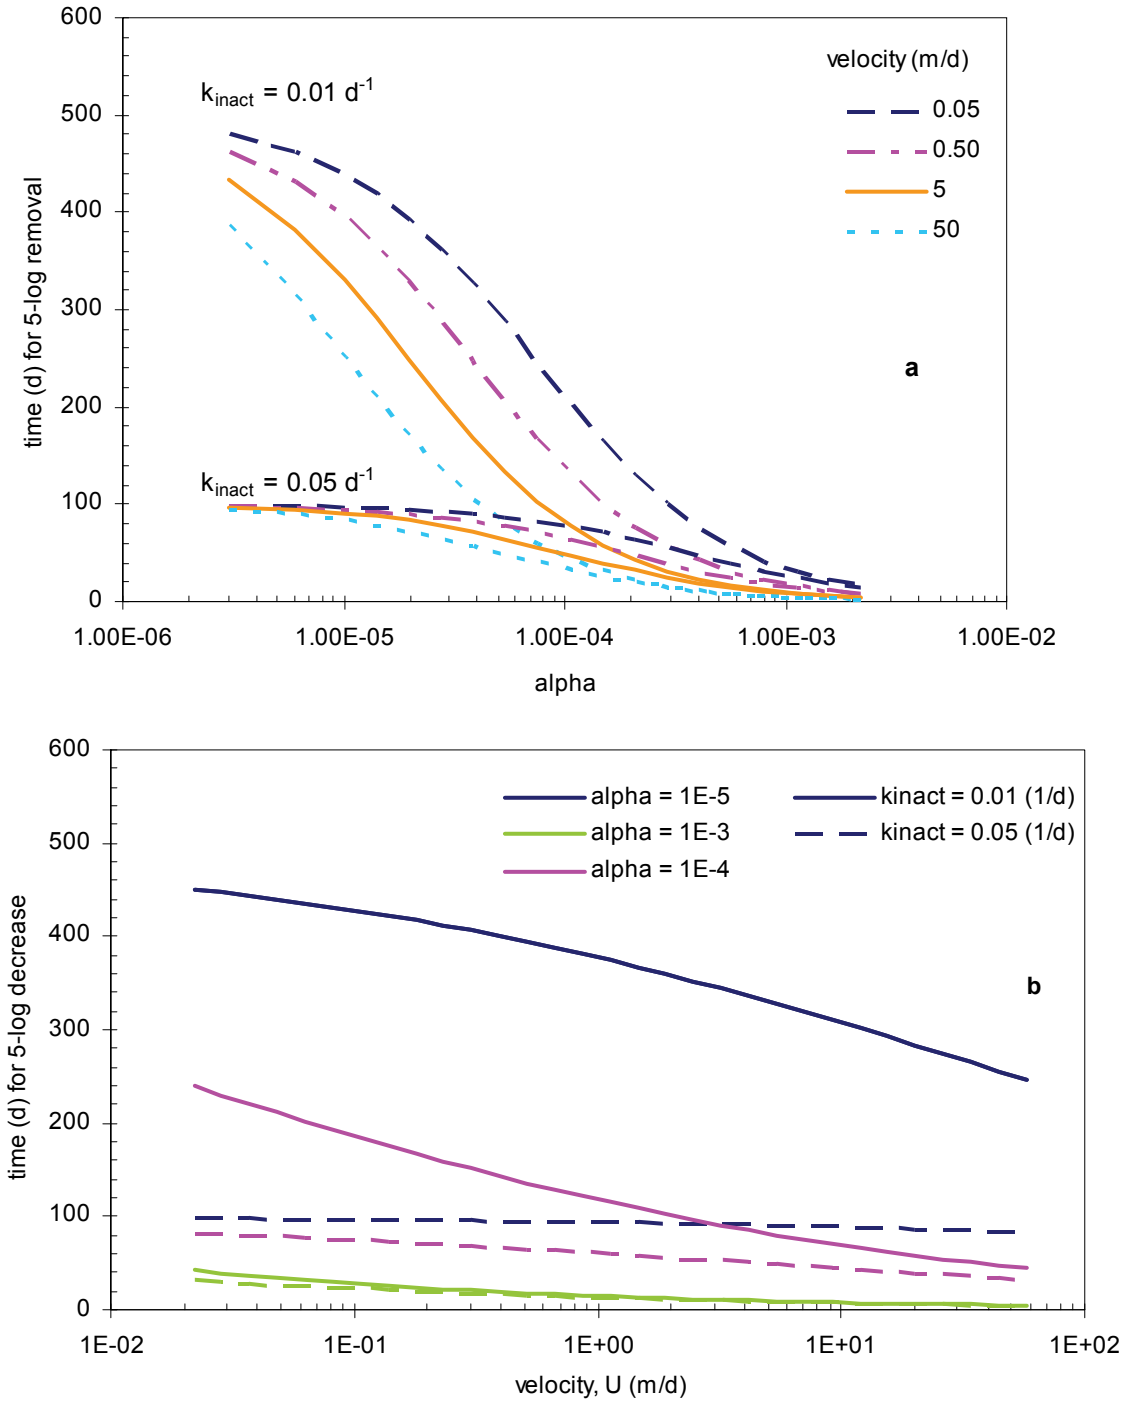 600
500
400
300
200
100
0
time (d) for 5-log removal
k_inact = 0.01 d^-1
k_inact = 0.05 d^-1
velocity (m/d)
0.05
0.50
5
50
a
1.00E-06 1.00E-05 1.00E-04 1.00E-03 1.00E-02
alpha
600
500
400
300
200
100
0
time (d) for 5-log decrease
alpha = 1E-5 kinact = 0.01 (1/d)
alpha = 1E-3 kinact = 0.05 (1/d)
alpha = 1E-4
b
1E-02 1E-01 1E+00 1E+01 1E+02
velocity, U (m/d)